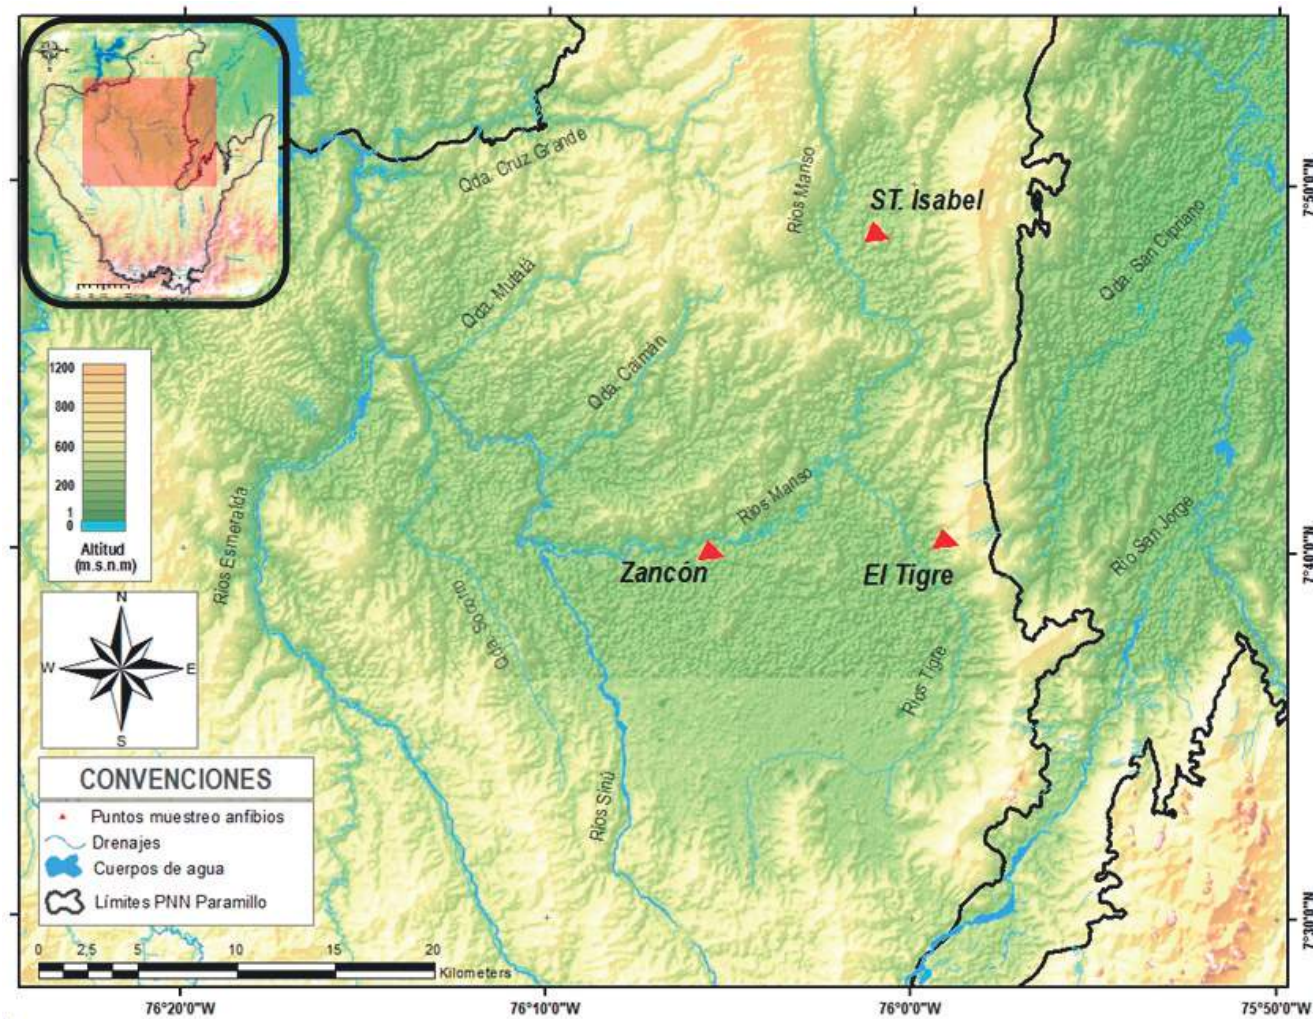 Qda. Cruz Grande
Rios Manso
ST. Isabel
Qda. San Cipriano
7°50'0"N
Qda. Mutatá
Qda. Caimán
1200
800
600
200
1
0
Altitud
(m.s.n.m)
Rios Esmeralda
Rios Manso
Río San Jorge
Zancón
El Tigre
7°40'0"N
Qda. Socorro
N
W
E
S
Rios Tigre
Rios Sinú
CONVENCIONES
Puntos muestreo anfibios
Drenajes
Cuerpos de agua
Límites PNN Paramillo
7°30'0"N
0 2,5 5 10 15 20
Kilometers
76°20'0"W 76°10'0"W 76°0'0"W 75°50'0"W